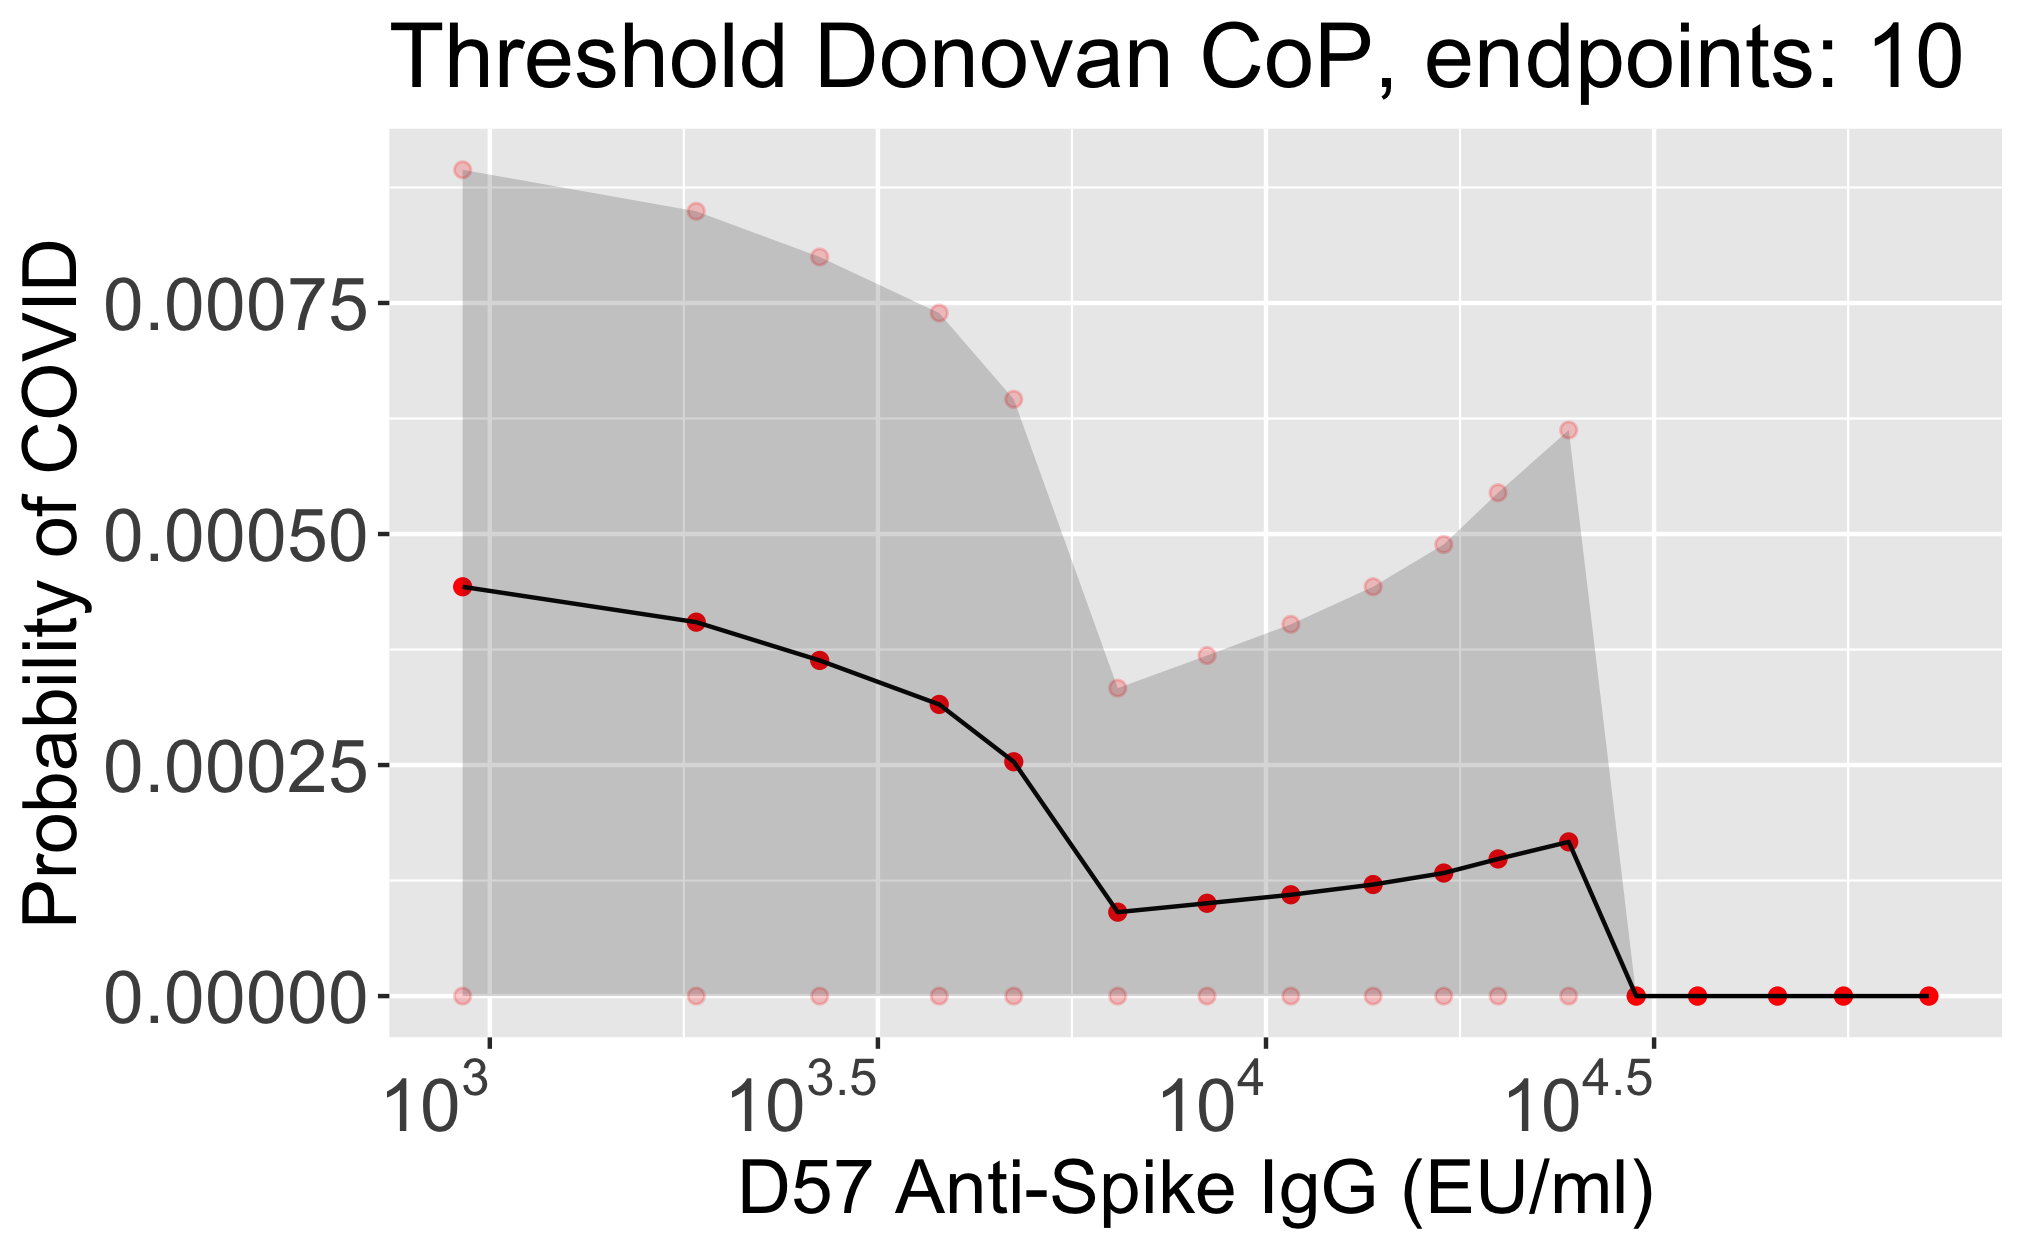 Threshold Donovan CoP, endpoints: 10
Probability of COVID
0.00075
0.00050
0.00025
0.00000
10^3 10^3.5 10^4 10^4.5
D57 Anti-Spike IgG (EU/ml)